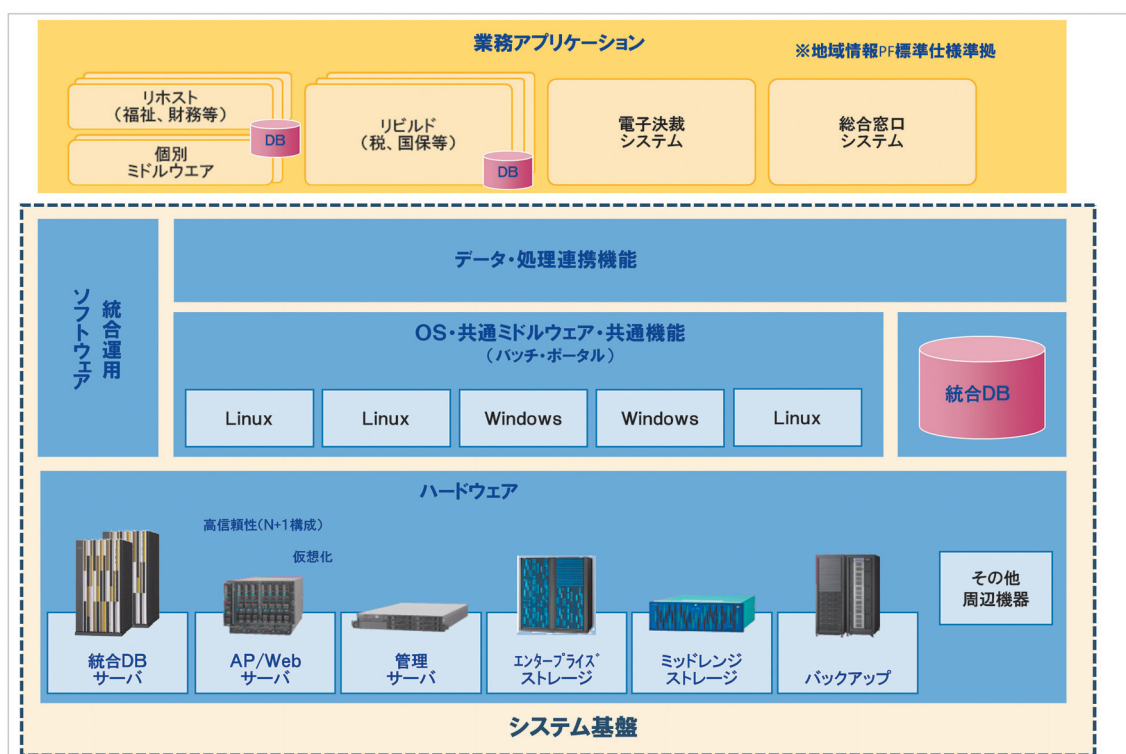 業務アプリケーション
※地域情報PF標準仕様準拠
リホスト
（福祉、財務等）
DB
個別
ミドルウエア
リビルド
（税、国保等）
DB
電子決裁
システム
総合窓口
システム
統合運用
ソフトウェア
データ・処理連携機能
OS・共通ミドルウェア・共通機能
（バッチ・ポータル）
Linux
Linux
Windows
Windows
Linux
統合DB
ハードウェア
高信頼性（N+1構成）
仮想化
統合DB
サーバ
AP/Web
サーバ
管理
サーバ
エンタープライズ
ストレージ
ミッドレンジ
ストレージ
バックアップ
その他
周辺機器
システム基盤